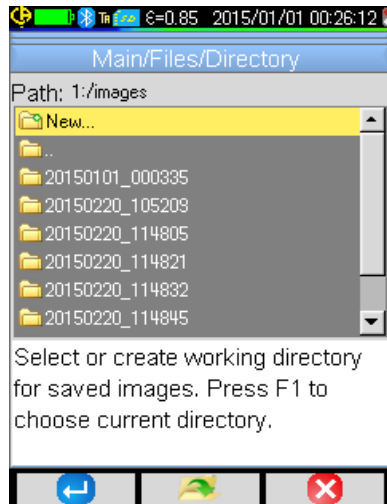 ε=0.85 2015/01/01 00:26:12
Main/Files/Directory
Path: 1:/images
New...
..
20150101_000335
20150220_105209
20150220_114805
20150220_114821
20150220_114832
20150220_114845
Select or create working directory
for saved images. Press F1 to
choose current directory.